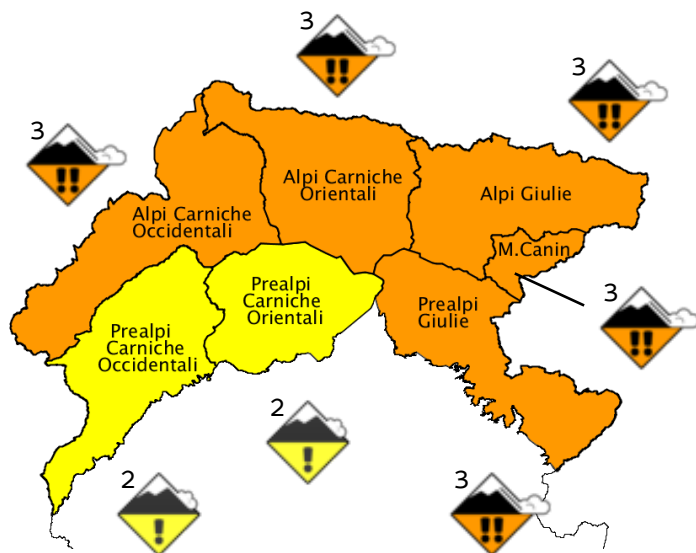 3
3
3
Alpi Carniche
Orientali
Alpi Giulie
Alpi Carniche
Occidentali
M.Canin
Prealpi
Carniche
Orientali
3
Prealpi
Giulie
Prealpi
Carniche
Occidentali
2
2
3